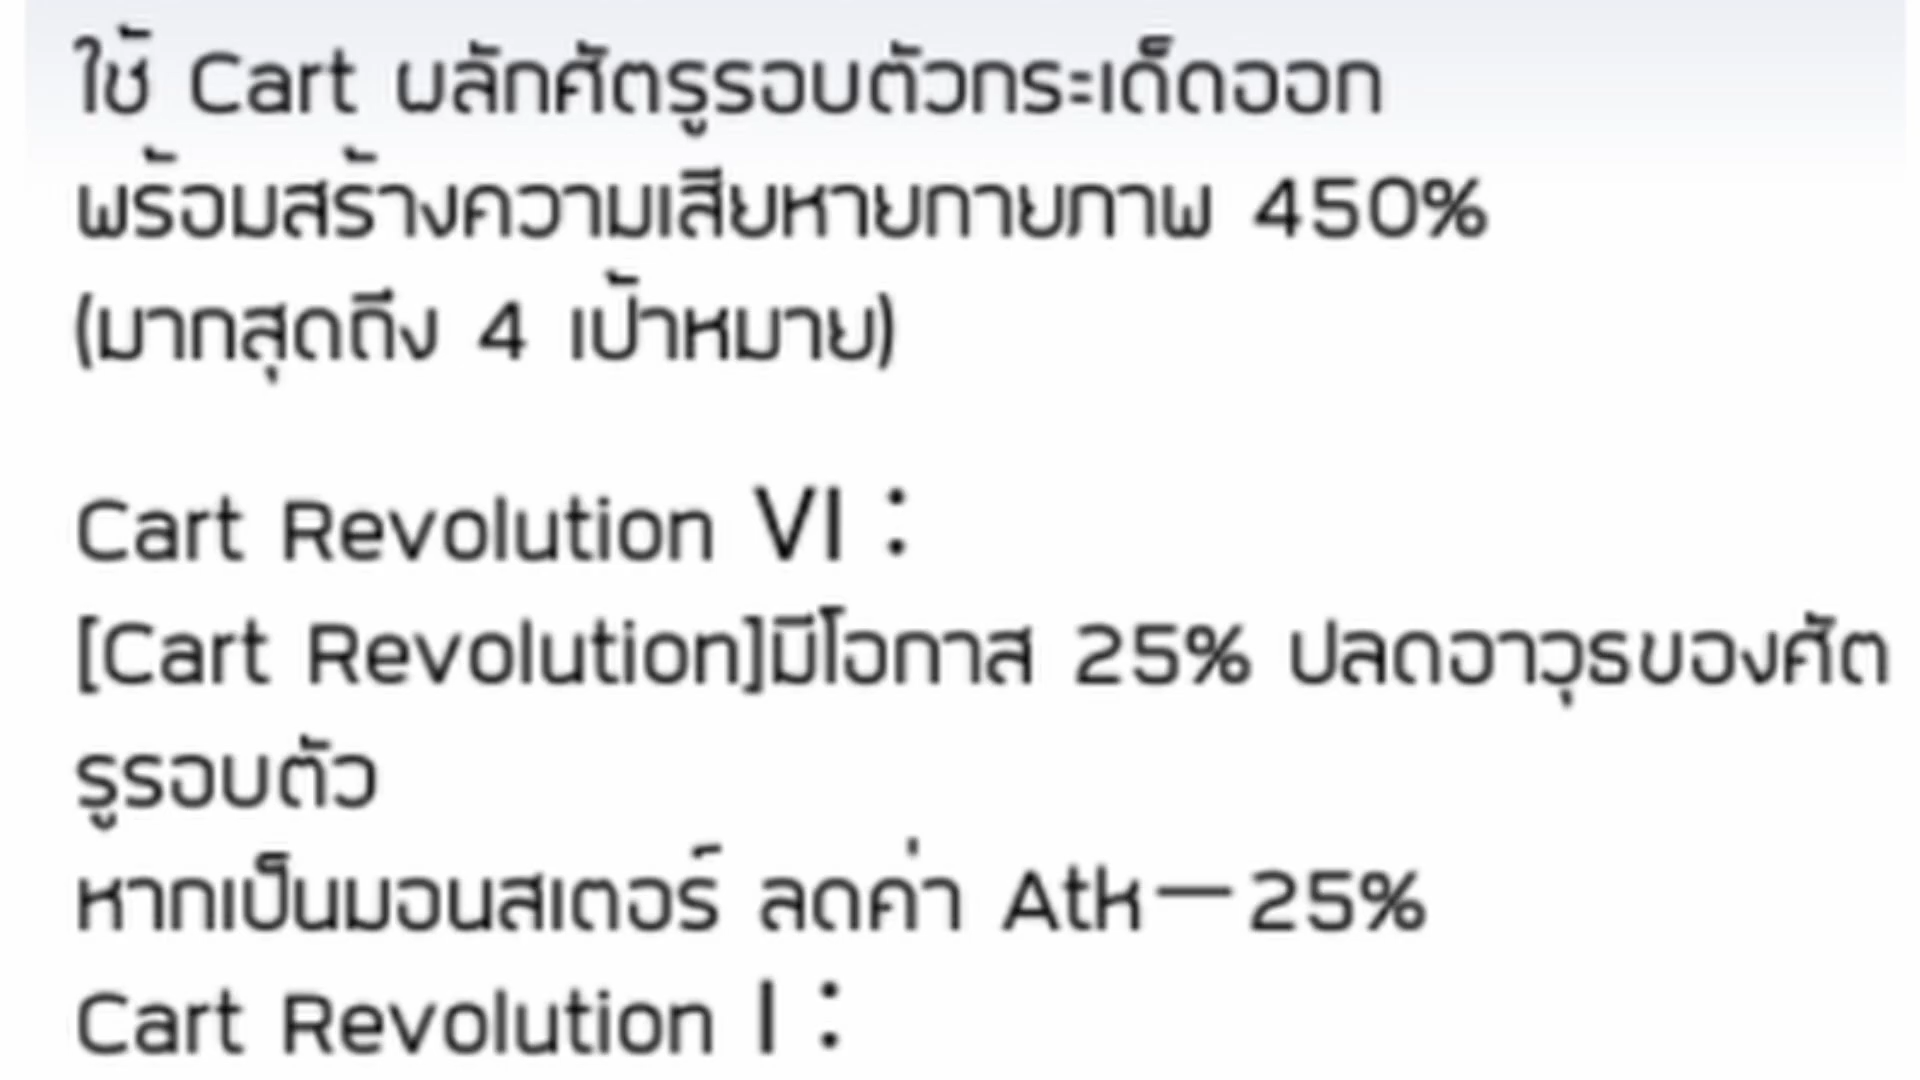 ใช้ Cart ผลักศัตรูรอบตัวกระเด็ดออก
พร้อมสร้างความเสียหายกายภาพ 450%
(มากสุดถึง 4 เป้าหมาย)
Cart Revolution VI :
[Cart Revolution]มีโอกาส 25% ปลดอาวุธของศัต
รูรอบตัว
หากเป็นมอนสเตอร์ ลดค่า Atk—25%
Cart Revolution I :